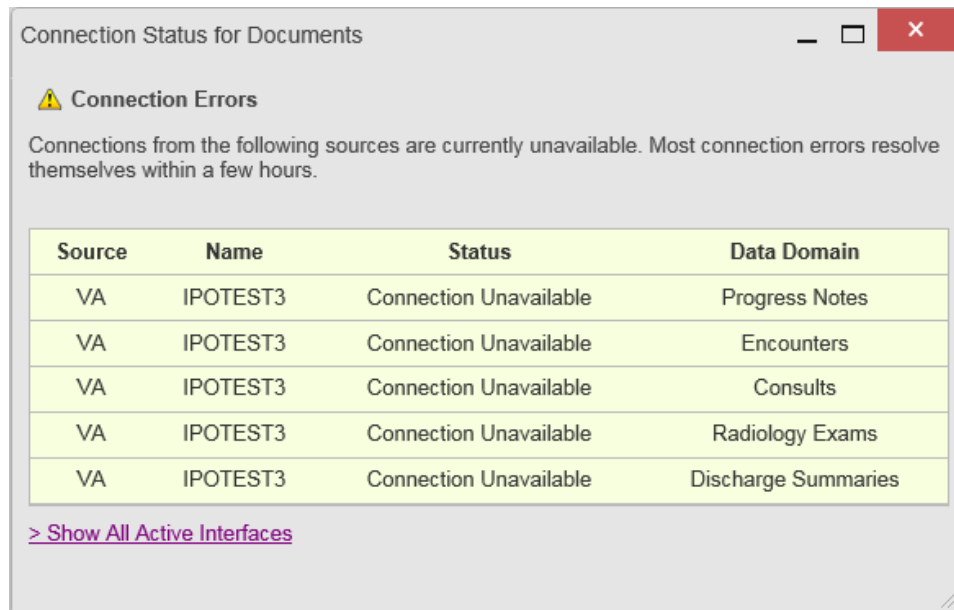 Connection Status for Documents
Connection Errors
Connections from the following sources are currently unavailable. Most connection errors resolve
themselves within a few hours.
Source Name Status Data Domain
VA IPOTEST3 Connection Unavailable Progress Notes
VA IPOTEST3 Connection Unavailable Encounters
VA IPOTEST3 Connection Unavailable Consults
VA IPOTEST3 Connection Unavailable Radiology Exams
VA IPOTEST3 Connection Unavailable Discharge Summaries
> Show All Active Interfaces